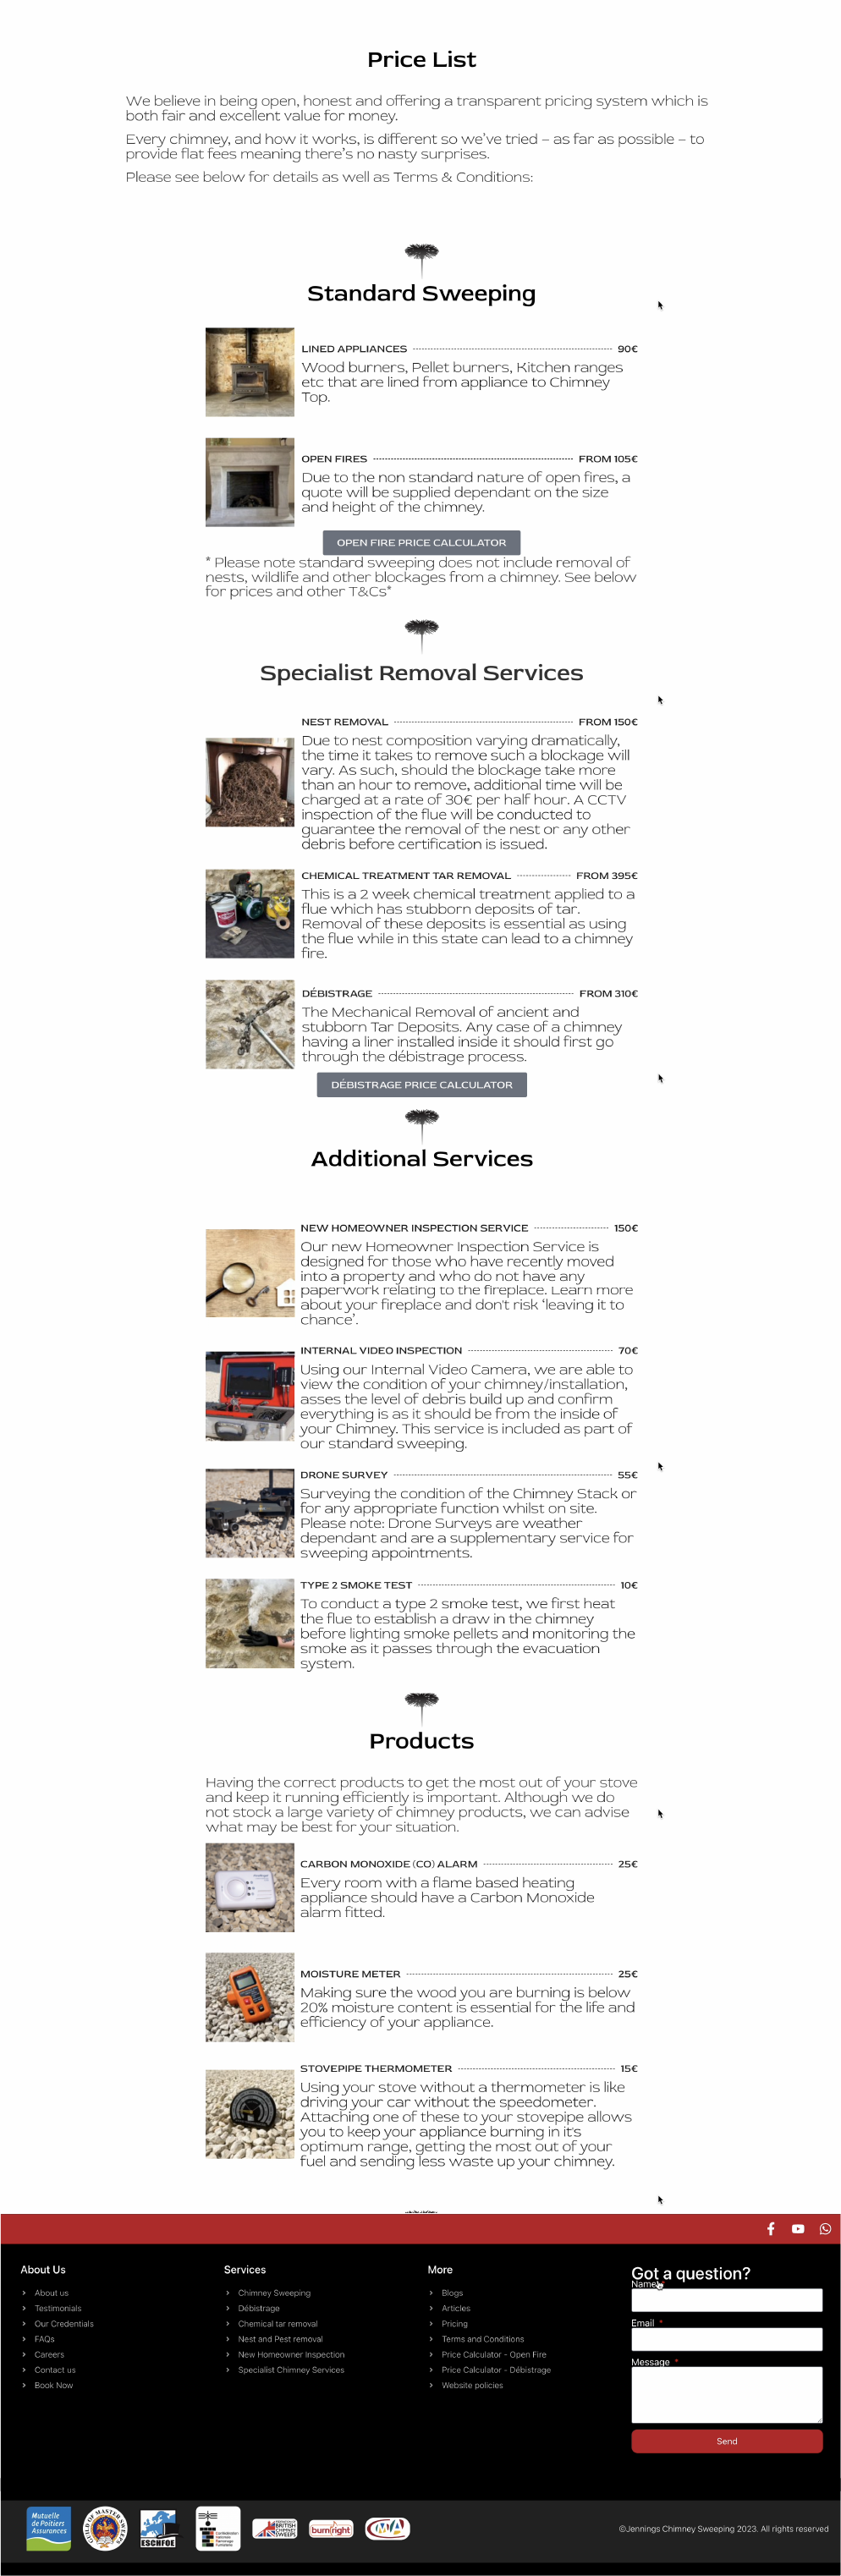 Price List
We believe in being open, honest and offering a transparent pricing system which is
both fair and excellent value for money.
Every chimney, and how it works, is different so we've tried – as far as possible – to
provide flat fees meaning there's no nasty surprises.
Please see below for details as well as Terms & Conditions:
Standard Sweeping
LINED APPLIANCES 90€
Wood burners, Pellet burners, Kitchen ranges
etc that are lined from appliance to Chimney
Top.
OPEN FIRES FROM 105€
Due to the non standard nature of open fires, a
quote will be supplied dependant on the size
and height of the chimney.
OPEN FIRE PRICE CALCULATOR
* Please note standard sweeping does not include removal of
nests, wildlife and other blockages from a chimney. See below
for prices and other T&Cs*
Specialist Removal Services
NEST REMOVAL FROM 150€
Due to nest composition varying dramatically,
the time it takes to remove such a blockage will
vary. As such, should the blockage take more
than an hour to remove, additional time will be
charged at a rate of 30€ per half hour. A CCTV
inspection of the flue will be conducted to
guarantee the removal of the nest or any other
debris before certification is issued.
CHEMICAL TREATMENT TAR REMOVAL FROM 395€
This is a 2 week chemical treatment applied to a
flue which has stubborn deposits of tar.
Removal of these deposits is essential as using
the flue while in this state can lead to a chimney
fire.
DÉBISTRAGE FROM 310€
The Mechanical Removal of ancient and
stubborn Tar Deposits. Any case of a chimney
having a liner installed inside it should first go
through the débistrage process.
DÉBISTRAGE PRICE CALCULATOR
Additional Services
NEW HOMEOWNER INSPECTION SERVICE 150€
Our new Homeowner Inspection Service is
designed for those who have recently moved
into a property and who do not have any
paperwork relating to the fireplace. Learn more
about your fireplace and don't risk 'leaving it to
chance'.
INTERNAL VIDEO INSPECTION 70€
Using our Internal Video Camera, we are able to
view the condition of your chimney/installation,
asses the level of debris build up and confirm
everything is as it should be from the inside of
your Chimney. This service is included as part of
our standard sweeping.
DRONE SURVEY 55€
Surveying the condition of the Chimney Stack or
for any appropriate function whilst on site.
Please note: Drone Surveys are weather
dependant and are a supplementary service for
sweeping appointments.
TYPE 2 SMOKE TEST 10€
To conduct a type 2 smoke test, we first heat
the flue to establish a draw in the chimney
before lighting smoke pellets and monitoring the
smoke as it passes through the evacuation
system.
Products
Having the correct products to get the most out of your stove
and keep it running efficiently is important. Although we do
not stock a large variety of chimney products, we can advise
what may be best for your situation.
CARBON MONOXIDE (CO) ALARM 25€
Every room with a flame based heating
appliance should have a Carbon Monoxide
alarm fitted.
MOISTURE METER 25€
Making sure the wood you are burning is below
20% moisture content is essential for the life and
efficiency of your appliance.
STOVEPIPE THERMOMETER 15€
Using your stove without a thermometer is like
driving your car without the speedometer.
Attaching one of these to your stovepipe allows
you to keep your appliance burning in it's
optimum range, getting the most out of your
fuel and sending less waste up your chimney.
About Us
About us
Testimonials
Our Credentials
FAQs
Careers
Contact us
Book Now
Services
Chimney Sweeping
Débistrage
Chemical tar removal
Nest and Pest removal
New Homeowner Inspection
Specialist Chimney Services
More
Blogs
Articles
Pricing
Terms and Conditions
Price Calculator - Open Fire
Price Calculator - Débistrage
Website policies
Got a question?
Name
Email *
Message *
Send
Mutuelle
de Poitiers
Assurances
GUILD OF MASTER SWEEPS
ESCHFOE
BRITISH
CHIMNEY
SWEEPS
burnright
©Jennings Chimney Sweeping 2023. All rights reserved